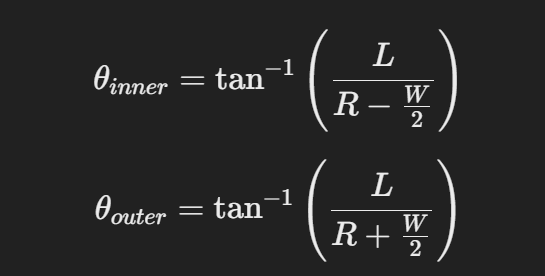 θ_inner = tan⁻¹ ( L / (R − W/2) )
θ_outer = tan⁻¹ ( L / (R + W/2) )